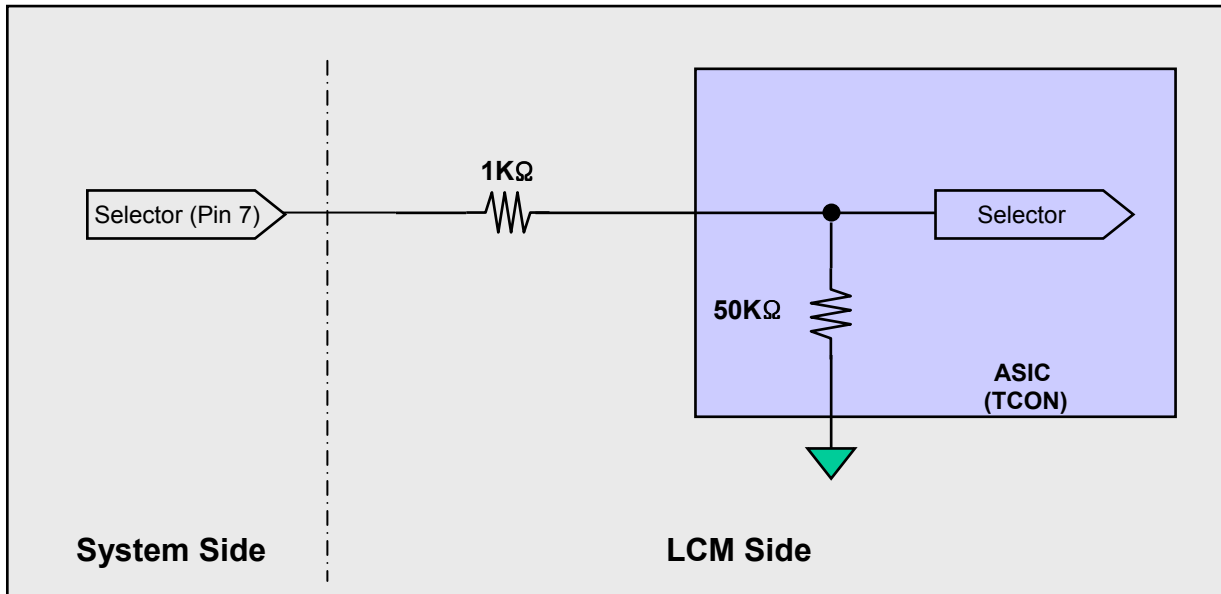 1KΩ
Selector (Pin 7)
Selector
50KΩ
ASIC
(TCON)
System Side
LCM Side